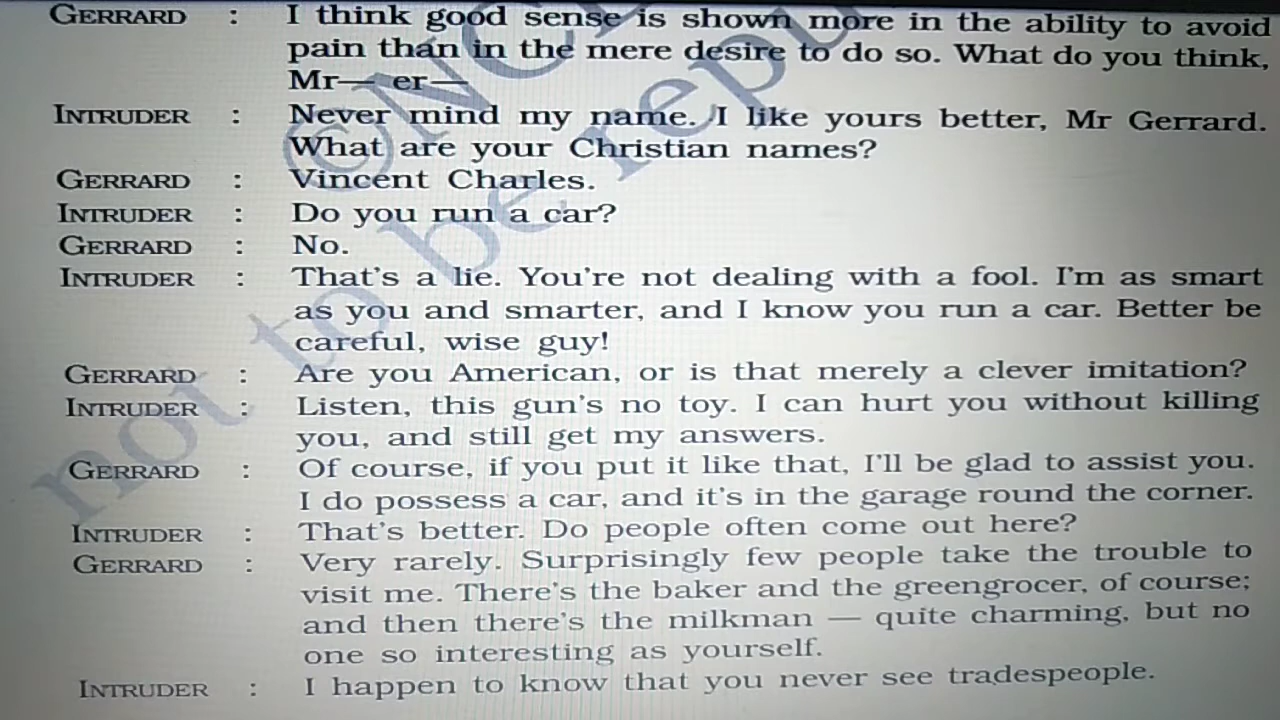 GERRARD : I think good sense is shown more in the ability to avoid
pain than in the mere desire to do so. What do you think,
Mr— er—
INTRUDER : Never mind my name. I like yours better, Mr Gerrard.
What are your Christian names?
GERRARD : Vincent Charles.
INTRUDER : Do you run a car?
GERRARD : No.
INTRUDER : That's a lie. You're not dealing with a fool. I'm as smart
as you and smarter, and I know you run a car. Better be
careful, wise guy!
GERRARD : Are you American, or is that merely a clever imitation?
INTRUDER : Listen, this gun's no toy. I can hurt you without killing
you, and still get my answers.
GERRARD : Of course, if you put it like that, I'll be glad to assist you.
I do possess a car, and it's in the garage round the corner.
INTRUDER : That's better. Do people often come out here?
GERRARD : Very rarely. Surprisingly few people take the trouble to
visit me. There's the baker and the greengrocer, of course;
and then there's the milkman — quite charming, but no
one so interesting as yourself.
INTRUDER : I happen to know that you never see tradespeople.
not to be repu
©NC